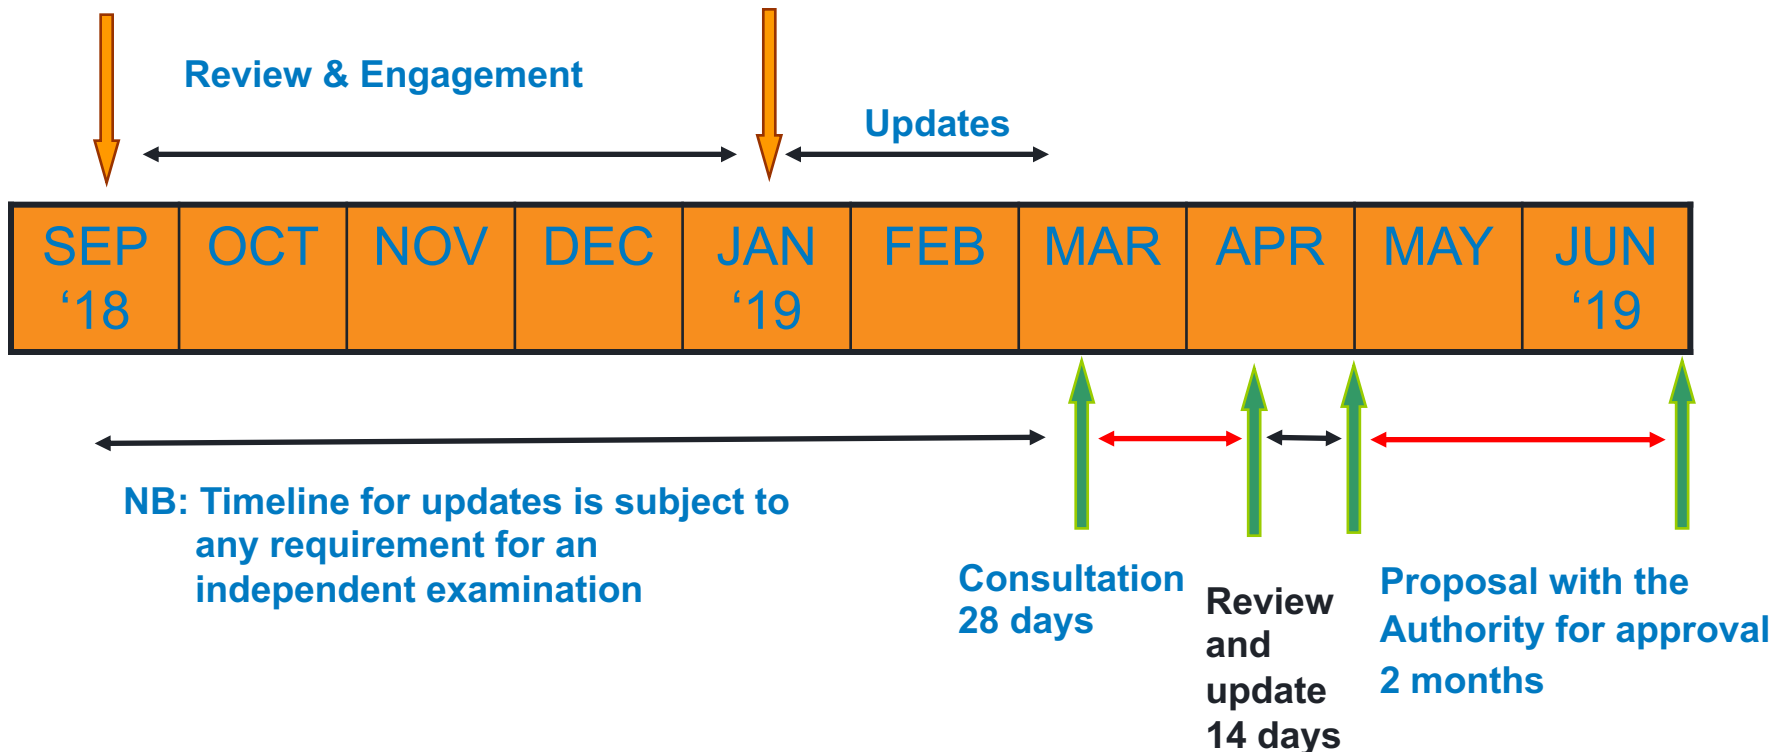 Review & Engagement
Updates
SEP ‘18
OCT
NOV
DEC
JAN ‘19
FEB
MAR
APR
MAY
JUN ‘19
NB: Timeline for updates is subject to
any requirement for an
independent examination
Consultation
28 days
Review
and
update
14 days
Proposal with the
Authority for approval
2 months